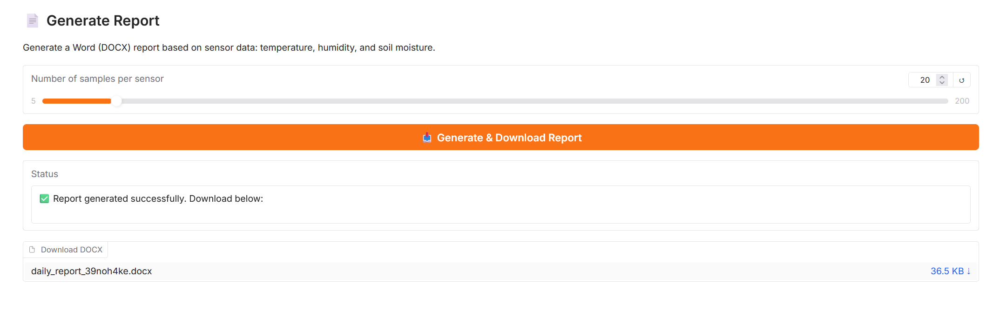 Generate Report
Generate a Word (DOCX) report based on sensor data: temperature, humidity, and soil moisture.
Number of samples per sensor
20
5
200
Generate & Download Report
Status
Report generated successfully. Download below:
Download DOCX
daily_report_39noh4ke.docx
36.5 KB ⇣